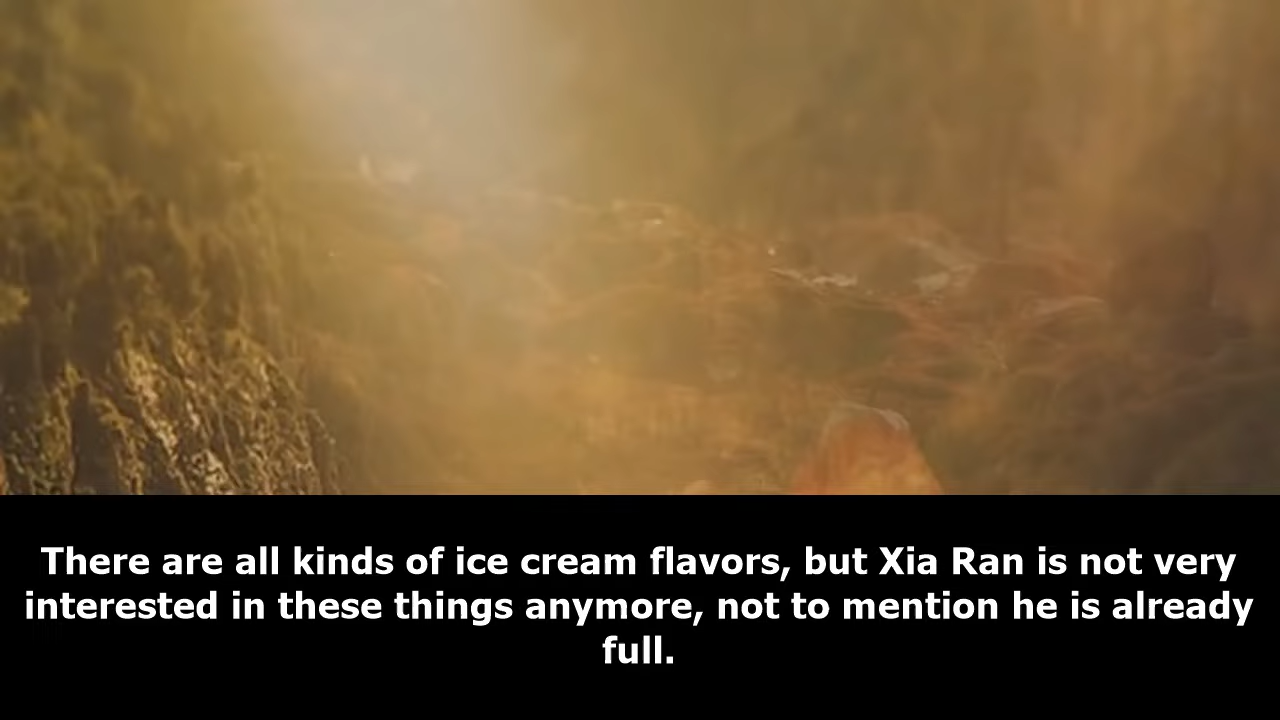 There are all kinds of ice cream flavors, but Xia Ran is not very
interested in these things anymore, not to mention he is already
full.